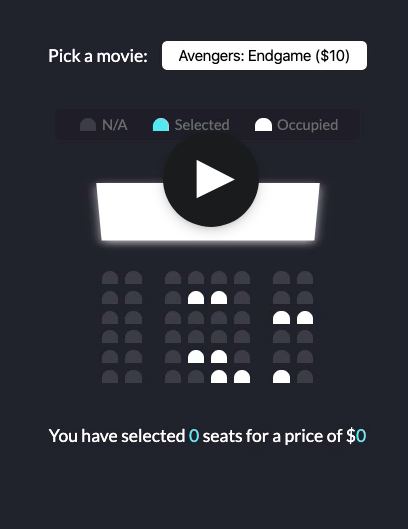 Pick a movie: Avengers: Endgame ($10)
N/A Selected Occupied
You have selected 0 seats for a price of $0